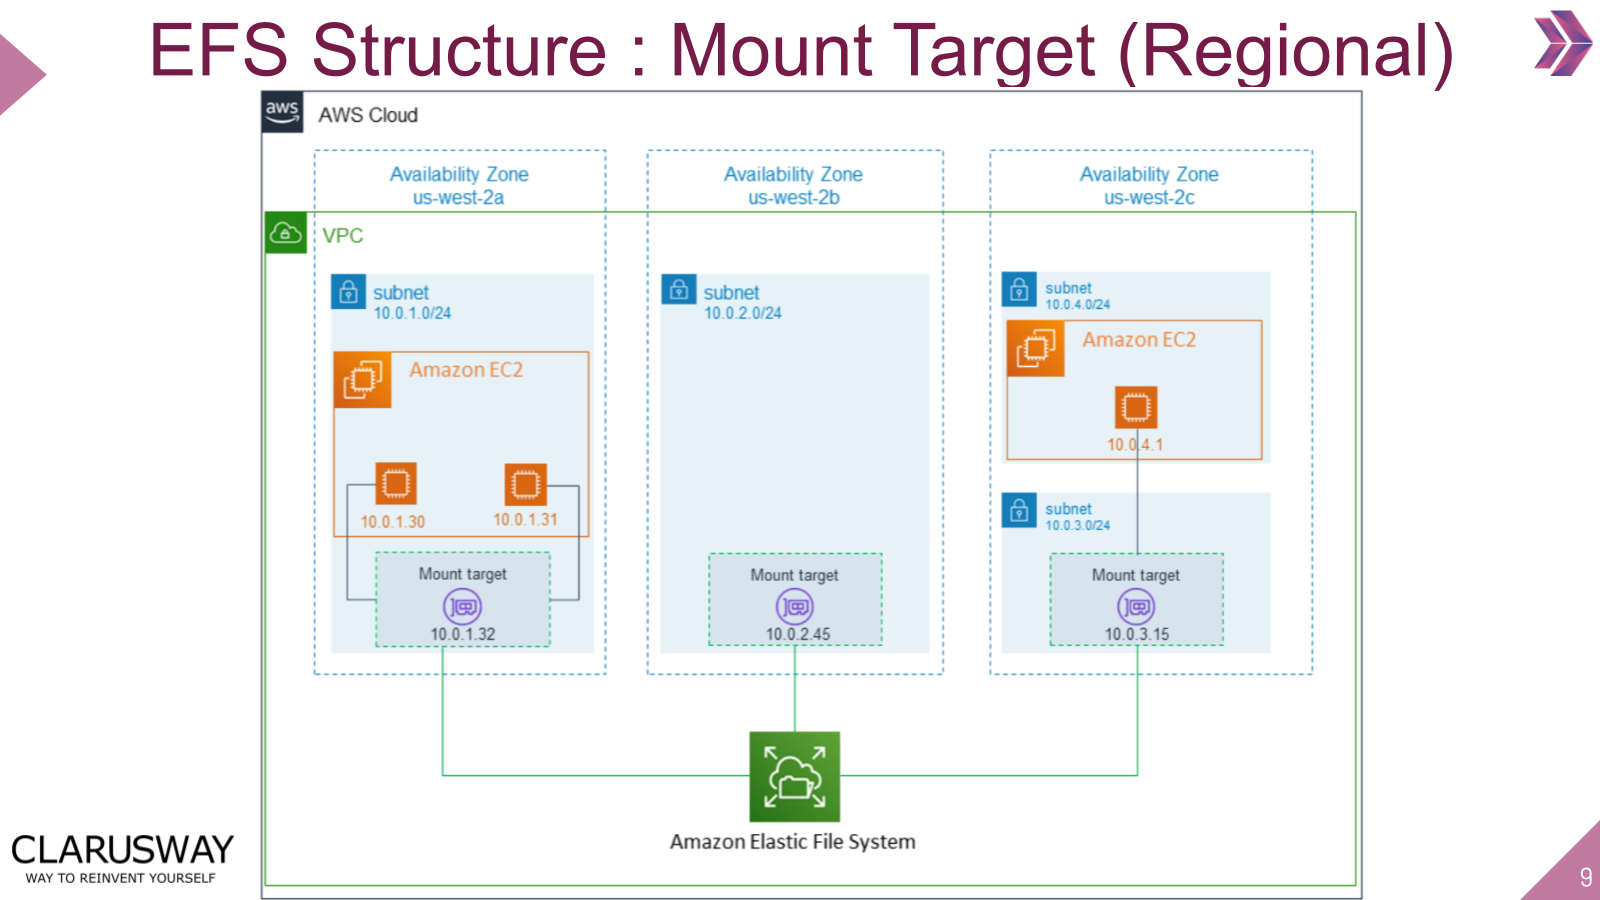 EFS Structure : Mount Target (Regional)
aws
AWS Cloud
Availability Zone
us-west-2a
Availability Zone
us-west-2b
Availability Zone
us-west-2c
VPC
subnet
10.0.1.0/24
Amazon EC2
10.0.1.30
10.0.1.31
Mount target
10.0.1.32
subnet
10.0.2.0/24
Mount target
10.0.2.45
subnet
10.0.4.0/24
Amazon EC2
10.0.4.1
subnet
10.0.3.0/24
Mount target
10.0.3.15
Amazon Elastic File System
CLARUSWAY
WAY TO REINVENT YOURSELF
9